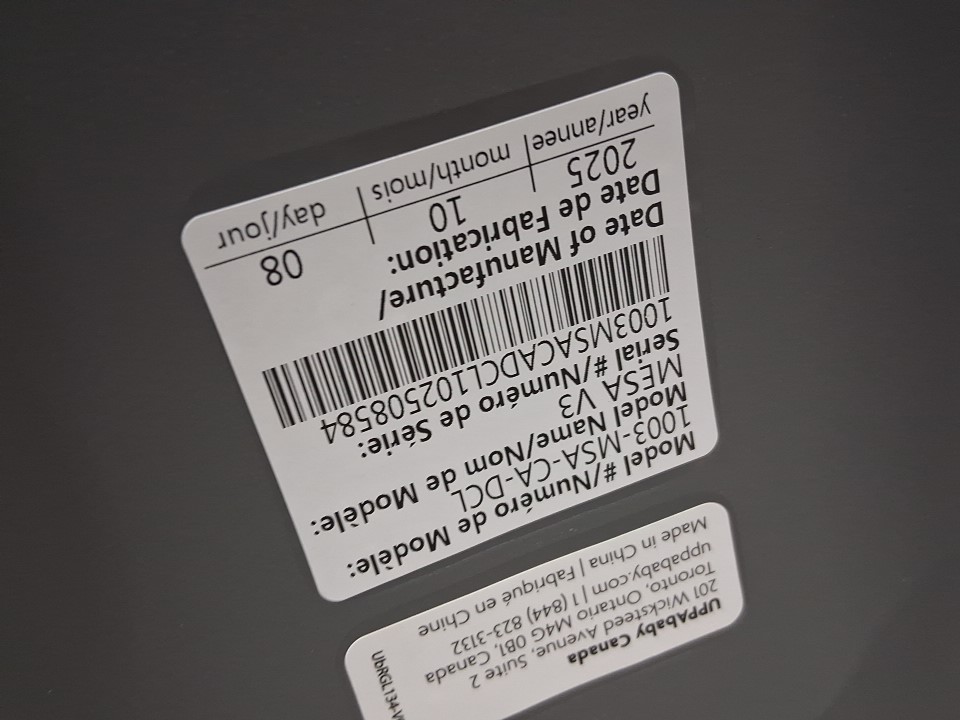 UPPAbaby Canada
201 Wicksteed Avenue, Suite 2
Toronto, Ontario M4G 0B1, Canada
uppababy.com | 1 (844) 823-3132
Made in China | Fabriqué en Chine
Model #/Numéro de Modèle:
1003-MSA-CA-DCL
Model Name/Nom de Modèle:
MESA V3
Serial #/Numéro de Série:
1003MSACADCL102508584
Date of Manufacture/
Date de Fabrication:
2025 | 10 | 08
year/annee | month/mois | day/jour